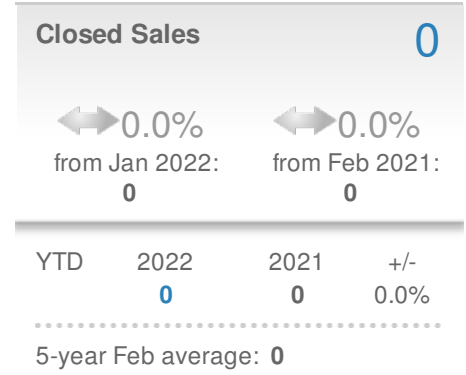 Closed Sales 0
0.0% 0.0%
from Jan 2022: from Feb 2021:
0 0
YTD 2022 2021 +/-
0 0 0.0%
5-year Feb average: 0